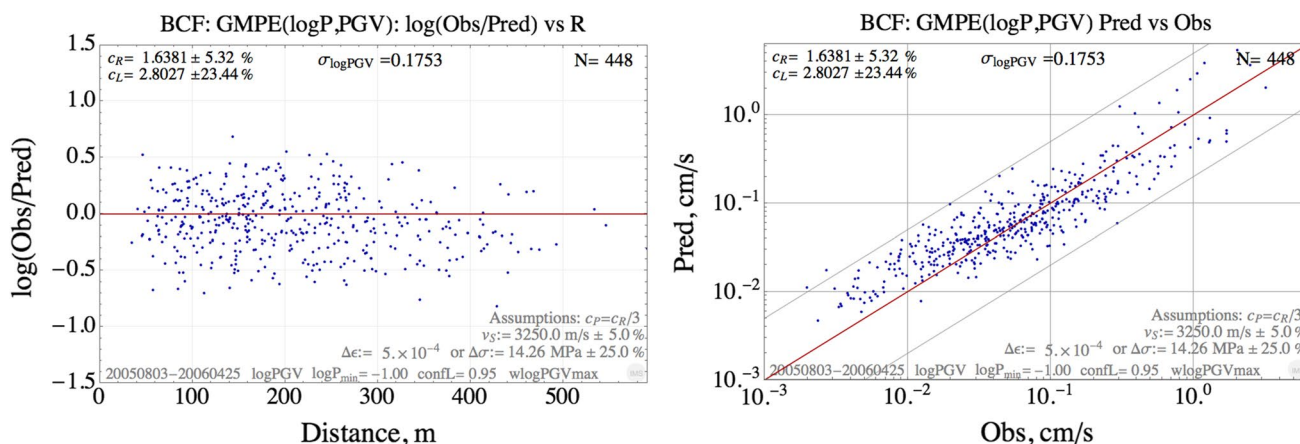 BCF: GMPE(logP,PGV): log(Obs/Pred) vs R
c_R= 1.6381 ± 5.32 %
c_L= 2.8027 ±23.44 %
σ_logPGV=0.1753
N= 448
1.5
1.0
0.5
0.0
−0.5
−1.0
−1.5
log(Obs/Pred)
Assumptions: c_P=c_R/3
v_S:= 3250.0 m/s ± 5.0 %
Δϵ:= 5.×10⁻⁴ or Δσ:= 14.26 MPa ± 25.0 %
20050803−20060425 logPGV logP_min=−1.00 confL= 0.95 wlogPGVmax
IMS
0 100 200 300 400 500
Distance, m
BCF: GMPE(logP,PGV) Pred vs Obs
c_R= 1.6381 ± 5.32 %
c_L= 2.8027 ±23.44 %
σ_logPGV=0.1753
N= 448
10.⁰
10.⁻¹
10.⁻²
10.⁻³
Pred, cm/s
Assumptions: c_P=c_R/3
v_S:= 3250.0 m/s ± 5.0 %
Δϵ:= 5.×10⁻⁴ or Δσ:= 14.26 MPa ± 25.0 %
20050803−20060425 logPGV logP_min=−1.00 confL= 0.95 wlogPGVmax
IMS
10.⁻³ 10.⁻² 10.⁻¹ 10.⁰
Obs, cm/s